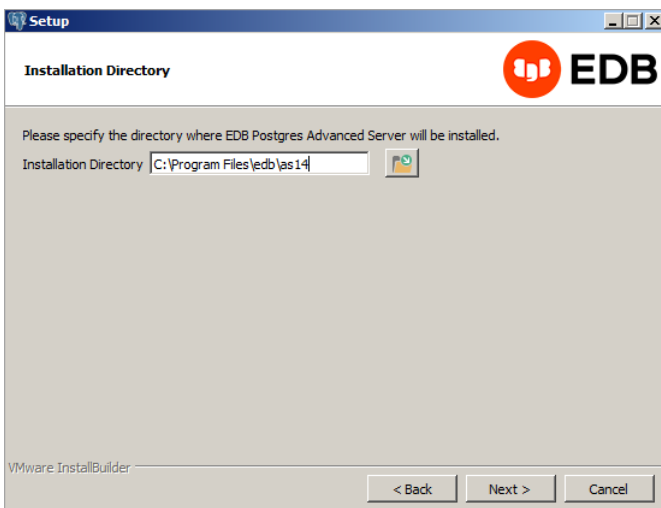 Setup
Installation Directory
EDB
Please specify the directory where EDB Postgres Advanced Server will be installed.
Installation Directory C:\Program Files\edb\as14
VMware InstallBuilder
< Back Next > Cancel